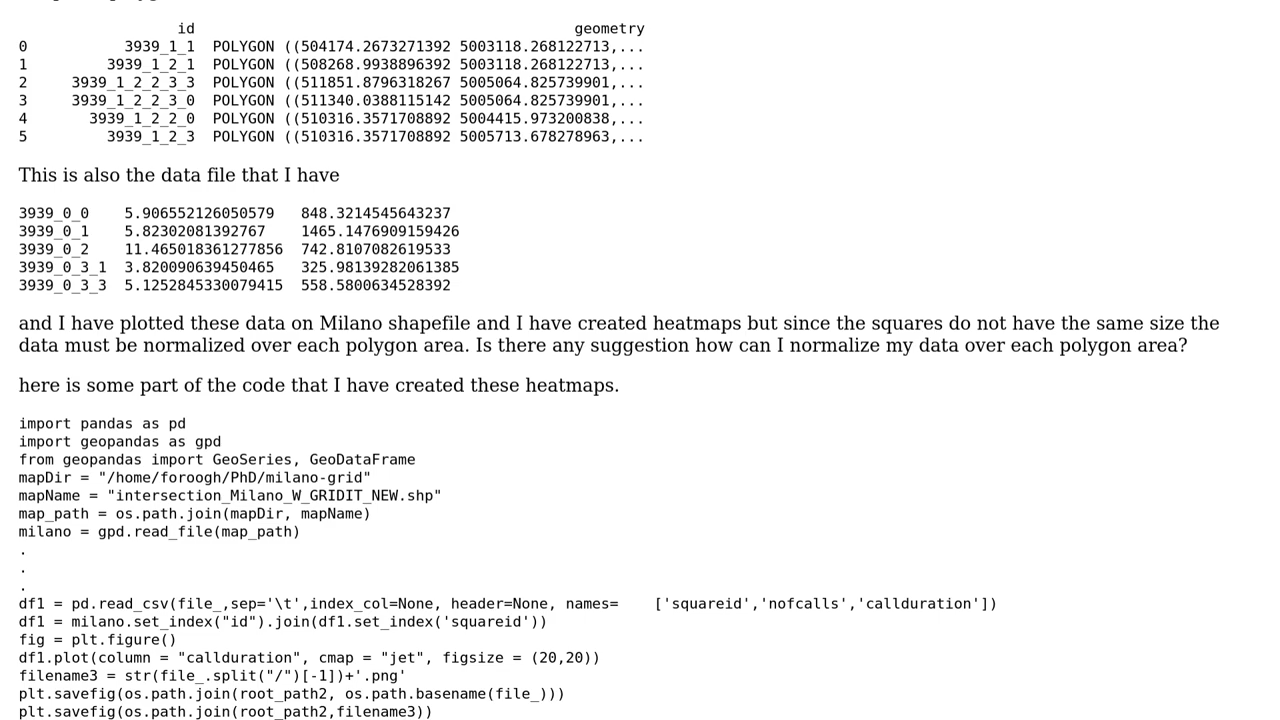 id geometry
0 3939_1_1 POLYGON ((504174.2673271392 5003118.268122713,...
1 3939_1_2_1 POLYGON ((508268.9938896392 5003118.268122713,...
2 3939_1_2_2_3_3 POLYGON ((511851.8796318267 5005064.825739901,...
3 3939_1_2_2_3_0 POLYGON ((511340.0388115142 5005064.825739901,...
4 3939_1_2_2_0 POLYGON ((510316.3571708892 5004415.973200838,...
5 3939_1_2_3 POLYGON ((510316.3571708892 5005713.678278963,...
This is also the data file that I have
3939_0_0 5.906552126050579 848.3214545643237
3939_0_1 5.82302081392767 1465.1476909159426
3939_0_2 11.465018361277856 742.8107082619533
3939_0_3_1 3.820090639450465 325.98139282061385
3939_0_3_3 5.1252845330079415 558.5800634528392
and I have plotted these data on Milano shapefile and I have created heatmaps but since the squares do not have the same size the
data must be normalized over each polygon area. Is there any suggestion how can I normalize my data over each polygon area?
here is some part of the code that I have created these heatmaps.
import pandas as pd
import geopandas as gpd
from geopandas import GeoSeries, GeoDataFrame
mapDir = "/home/foroogh/PhD/milano-grid"
mapName = "intersection_Milano_W_GRIDIT_NEW.shp"
map_path = os.path.join(mapDir, mapName)
milano = gpd.read_file(map_path)
.
.
.
df1 = pd.read_csv(file_,sep='\t',index_col=None, header=None, names= ['squareid','nofcalls','callduration'])
df1 = milano.set_index("id").join(df1.set_index('squareid'))
fig = plt.figure()
df1.plot(column = "callduration", cmap = "jet", figsize = (20,20))
filename3 = str(file_.split("/")[-1])+'.png'
plt.savefig(os.path.join(root_path2, os.path.basename(file_)))
plt.savefig(os.path.join(root_path2,filename3))